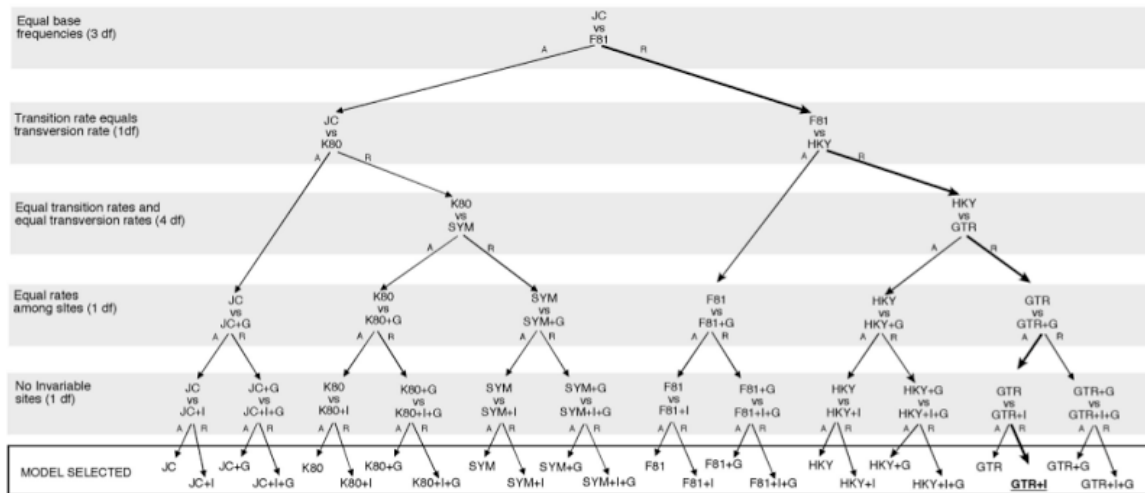 Equal base
frequencies (3 df)
JC
vs
F81
A R
Transition rate equals
transversion rate (1df)
JC
vs
K80
A R
F81
vs
HKY
A R
Equal transition rates and
equal transversion rates (4 df)
K80
vs
SYM
A R
HKY
vs
GTR
A R
Equal rates
among sites (1 df)
JC
vs
JC+G
A R
K80
vs
K80+G
A R
SYM
vs
SYM+G
A R
F81
vs
F81+G
A R
HKY
vs
HKY+G
A R
GTR
vs
GTR+G
A R
No Invariable
sites (1 df)
JC
vs
JC+I
A R
JC+G
vs
JC+I+G
A R
K80
vs
K80+I
A R
K80+G
vs
K80+I+G
A R
SYM
vs
SYM+I
A R
SYM+G
vs
SYM+I+G
A R
F81
vs
F81+I
A R
F81+G
vs
F81+I+G
A R
HKY
vs
HKY+I
A R
HKY+G
vs
HKY+I+G
A R
GTR
vs
GTR+I
A R
GTR+G
vs
GTR+I+G
A R
MODEL SELECTED
JC JC+G K80 K80+G SYM SYM+G F81 F81+G HKY HKY+G GTR GTR+G
JC+I JC+I+G K80+I K80+I+G SYM+I SYM+I+G F81+I F81+I+G HKY+I HKY+I+G GTR+I GTR+I+G